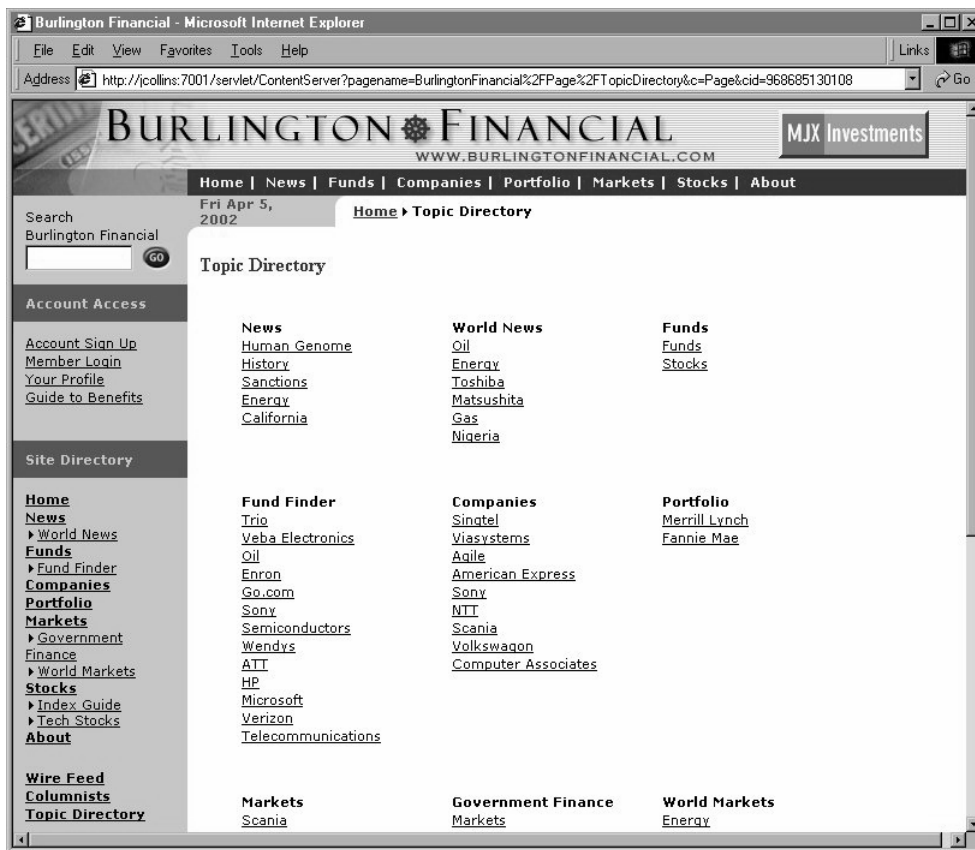 Burlington Financial - Microsoft Internet Explorer
File Edit View Favorites Tools Help Links
Address http://jcollins:7001/servlet/ContentServer?pagename=BurlingtonFinancial%2FPage%2FTopicDirectory&c=Page&cid=968685130108 Go
BURLINGTON FINANCIAL
WWW.BURLINGTONFINANCIAL.COM
MJX Investments
Home | News | Funds | Companies | Portfolio | Markets | Stocks | About
Fri Apr 5,
2002
Home Topic Directory
Search
Burlington Financial
GO
Account Access
Account Sign Up
Member Login
Your Profile
Guide to Benefits
Site Directory
Home
News
World News
Funds
Fund Finder
Companies
Portfolio
Markets
Government
Finance
World Markets
Stocks
Index Guide
Tech Stocks
About
Wire Feed
Columnists
Topic Directory
Topic Directory
News
Human Genome
History
Sanctions
Energy
California
World News
Oil
Energy
Toshiba
Matsushita
Gas
Nigeria
Funds
Funds
Stocks
Fund Finder
Trio
Veba Electronics
Oil
Enron
Go.com
Sony
Semiconductors
Wendys
ATT
HP
Microsoft
Verizon
Telecommunications
Companies
Singtel
Viasystems
Agile
American Express
Sony
NTT
Scania
Volkswagon
Computer Associates
Portfolio
Merrill Lynch
Fannie Mae
Markets
Scania
Government Finance
Markets
World Markets
Energy